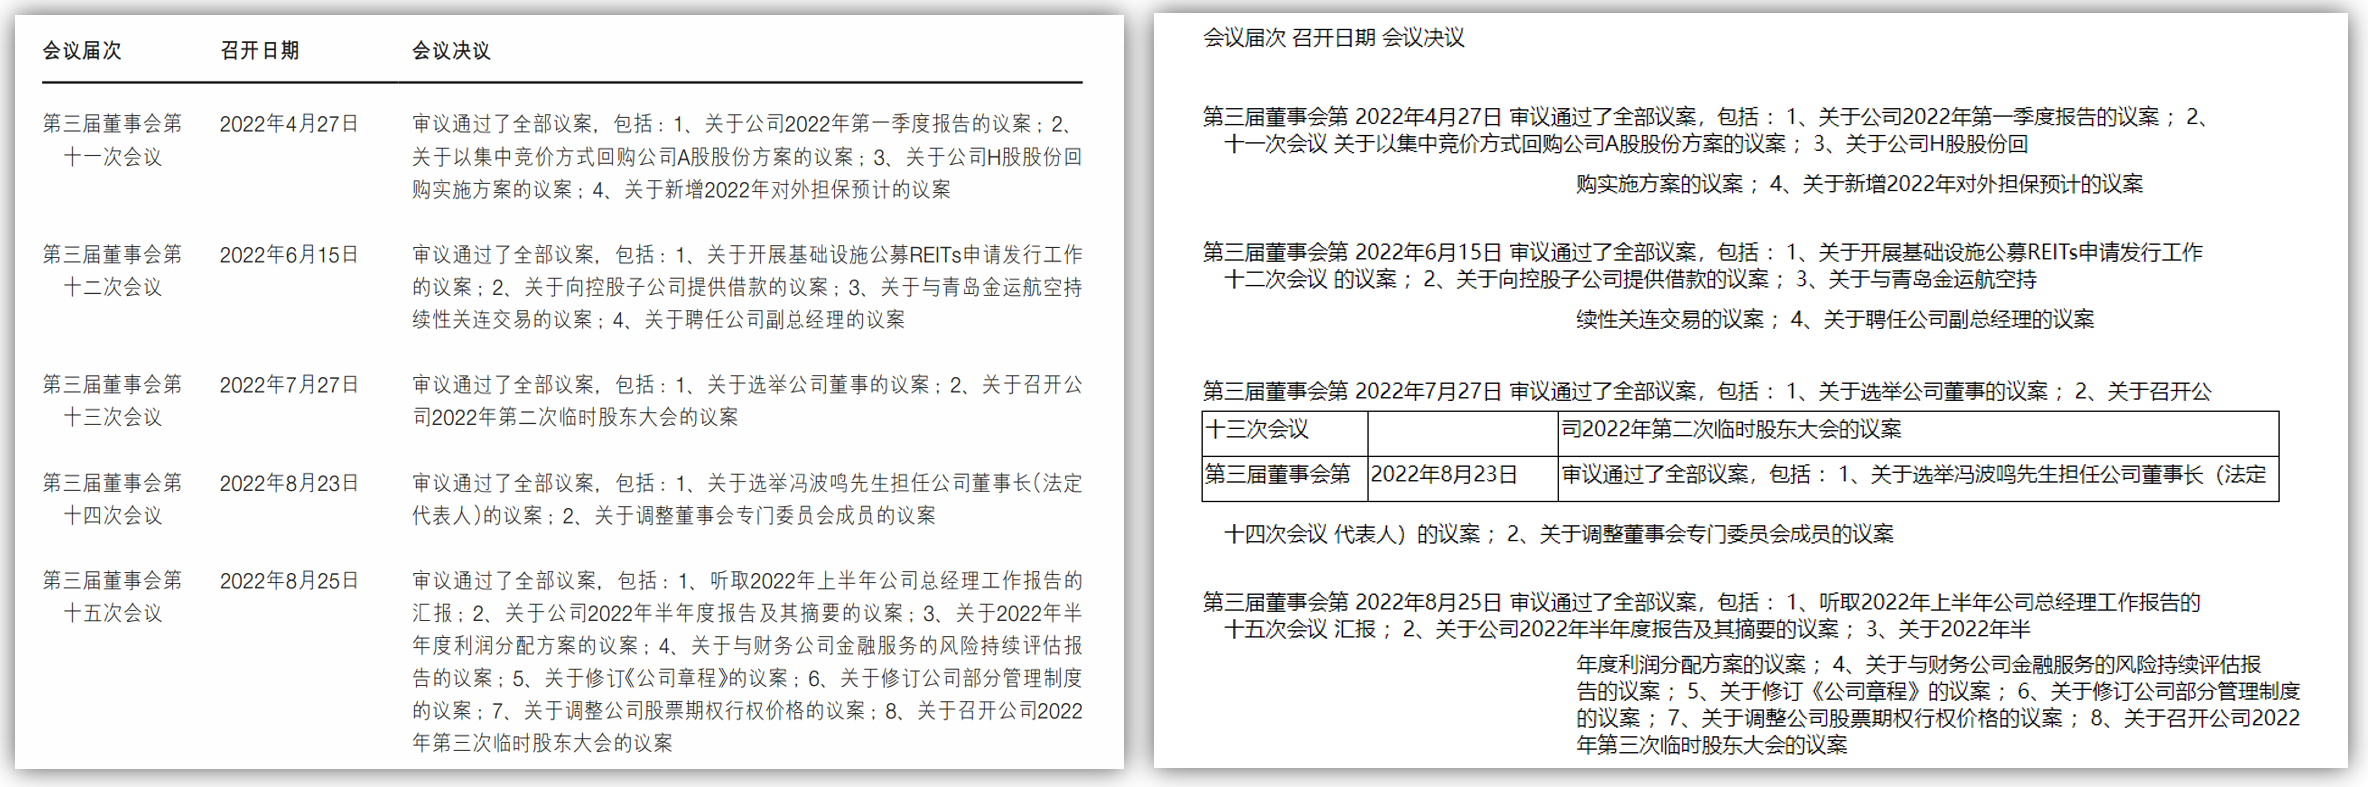 会议届次 召开日期 会议决议
第三届董事会第 2022年4月27日 审议通过了全部议案，包括：1、关于公司2022年第一季度报告的议案；2、
十一次会议 关于以集中竞价方式回购公司A股股份方案的议案；3、关于公司H股股份回
购实施方案的议案；4、关于新增2022年对外担保预计的议案
第三届董事会第 2022年6月15日 审议通过了全部议案，包括：1、关于开展基础设施公募REITs申请发行工作
十二次会议 的议案；2、关于向控股子公司提供借款的议案；3、关于与青岛金运航空持
续性关连交易的议案；4、关于聘任公司副总经理的议案
第三届董事会第 2022年7月27日 审议通过了全部议案，包括：1、关于选举公司董事的议案；2、关于召开公
十三次会议 司2022年第二次临时股东大会的议案
第三届董事会第 2022年8月23日 审议通过了全部议案，包括：1、关于选举冯波鸣先生担任公司董事长(法定
十四次会议 代表人)的议案；2、关于调整董事会专门委员会成员的议案
第三届董事会第 2022年8月25日 审议通过了全部议案，包括：1、听取2022年上半年公司总经理工作报告的
十五次会议 汇报；2、关于公司2022年半年度报告及其摘要的议案；3、关于2022年半
年度利润分配方案的议案；4、关于与财务公司金融服务的风险持续评估报
告的议案；5、关于修订《公司章程》的议案；6、关于修订公司部分管理制度
的议案；7、关于调整公司股票期权行权价格的议案；8、关于召开公司2022
年第三次临时股东大会的议案
会议届次 召开日期 会议决议
第三届董事会第 2022年4月27日 审议通过了全部议案，包括：1、关于公司2022年第一季度报告的议案；2、
十一次会议 关于以集中竞价方式回购公司A股股份方案的议案；3、关于公司H股股份回
购实施方案的议案；4、关于新增2022年对外担保预计的议案
第三届董事会第 2022年6月15日 审议通过了全部议案，包括：1、关于开展基础设施公募REITs申请发行工作
十二次会议 的议案；2、关于向控股子公司提供借款的议案；3、关于与青岛金运航空持
续性关连交易的议案；4、关于聘任公司副总经理的议案
第三届董事会第 2022年7月27日 审议通过了全部议案，包括：1、关于选举公司董事的议案；2、关于召开公
十三次会议 司2022年第二次临时股东大会的议案
第三届董事会第 2022年8月23日 审议通过了全部议案，包括：1、关于选举冯波鸣先生担任公司董事长（法定
十四次会议 代表人）的议案；2、关于调整董事会专门委员会成员的议案
第三届董事会第 2022年8月25日 审议通过了全部议案，包括：1、听取2022年上半年公司总经理工作报告的
十五次会议 汇报；2、关于公司2022年半年度报告及其摘要的议案；3、关于2022年半
年度利润分配方案的议案；4、关于与财务公司金融服务的风险持续评估报
告的议案；5、关于修订《公司章程》的议案；6、关于修订公司部分管理制度
的议案；7、关于调整公司股票期权行权价格的议案；8、关于召开公司2022
年第三次临时股东大会的议案